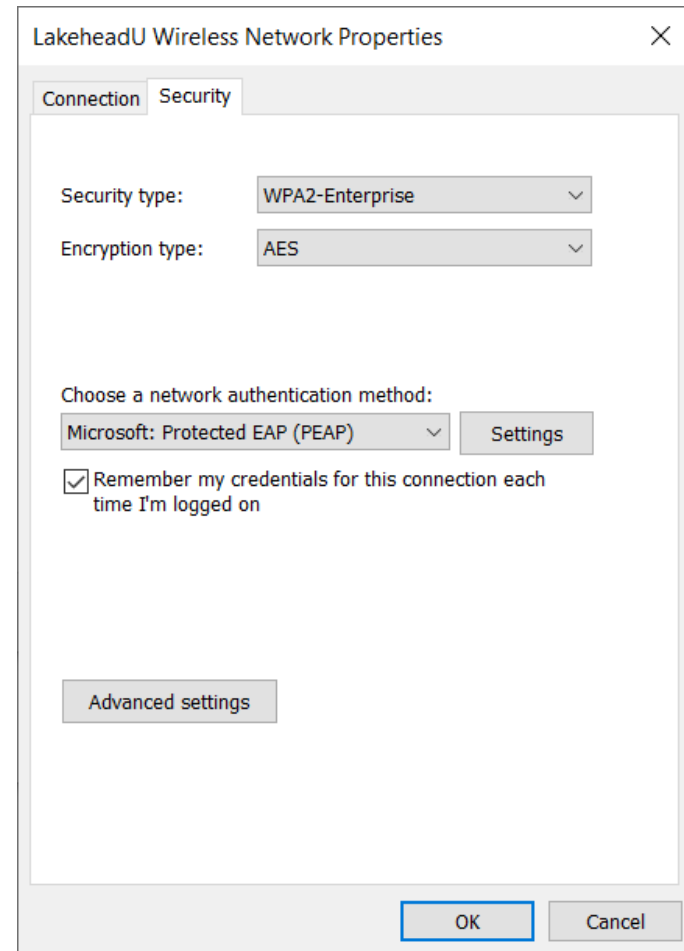 LakeheadU Wireless Network Properties
Connection Security
Security type: WPA2-Enterprise
Encryption type: AES
Choose a network authentication method:
Microsoft: Protected EAP (PEAP) Settings
Remember my credentials for this connection each
time I'm logged on
Advanced settings
OK Cancel